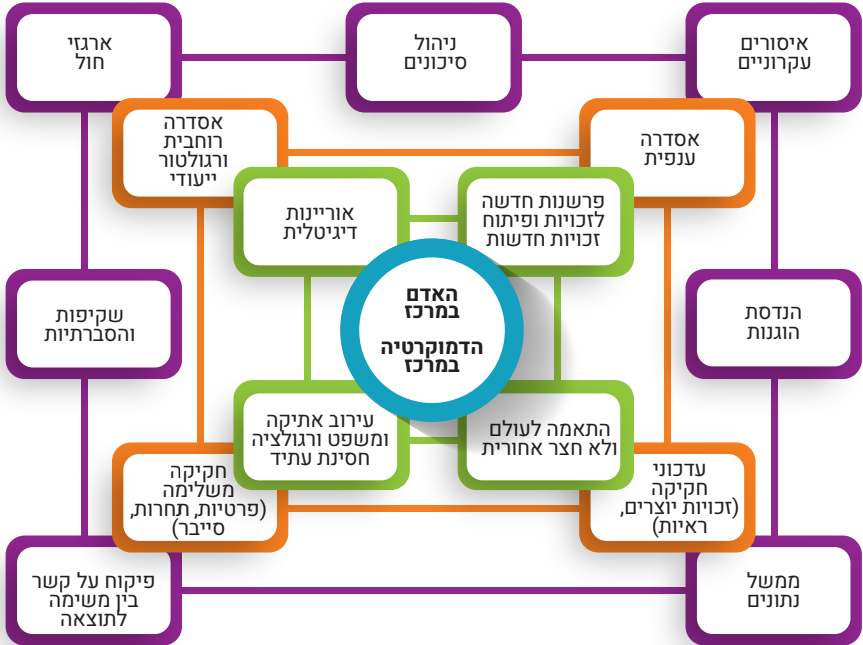 איסורים
עקרוניים
ניהול
סיכונים
ארגזי
חול
אסדרה
ענפית
אסדרה
רוחבית
ורגולטור
ייעודי
פרשנות חדשה
לזכויות ופיתוח
זכויות חדשות
אוריינות
דיגיטלית
האדם
במרכז
הדמוקרטיה
במרכז
הנדסת
הוגנות
שקיפות
והסברתיות
התאמה לעולם
ולא חצר אחורית
עירוב אתיקה
ומשפט ורגולציה
חסינת עתיד
עדכוני
חקיקה
(זכויות יוצרים,
ראיות)
חקיקה
משלימה
(פרטיות, תחרות,
סייבר)
ממשל
נתונים
פיקוח על קשר
בין משימה
לתוצאה